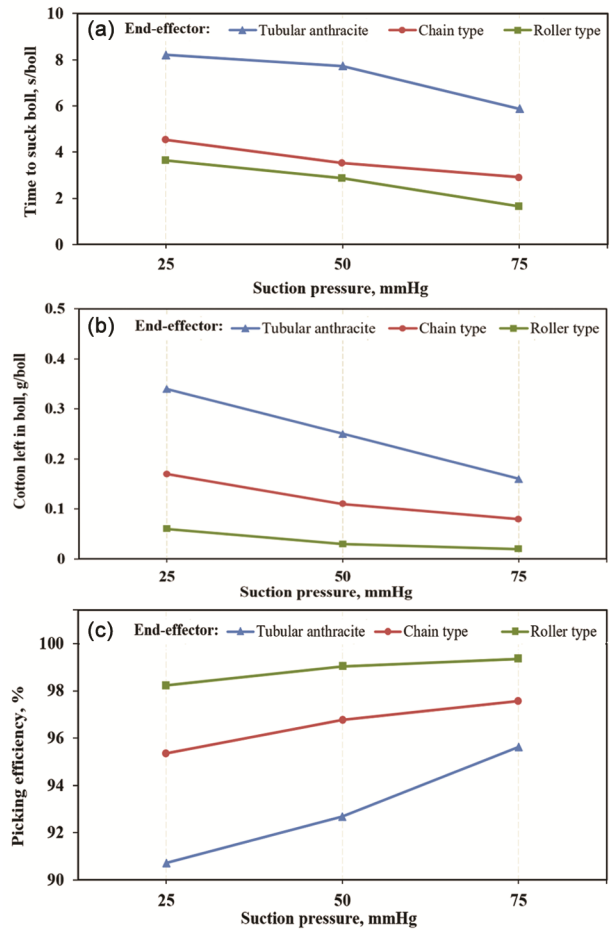 (a) End-effector: Tubular anthracite Chain type Roller type
Time to suck boll, s/boll
10
8
6
4
2
0
25 50 75
Suction pressure, mmHg
(b) End-effector: Tubular anthracite Chain type Roller type
Cotton left in boll, g/boll
0.5
0.4
0.3
0.2
0.1
0
25 50 75
Suction pressure, mmHg
(c) End-effector: Tubular anthracite Chain type Roller type
Picking efficiency, %
100
98
96
94
92
90
25 50 75
Suction pressure, mmHg